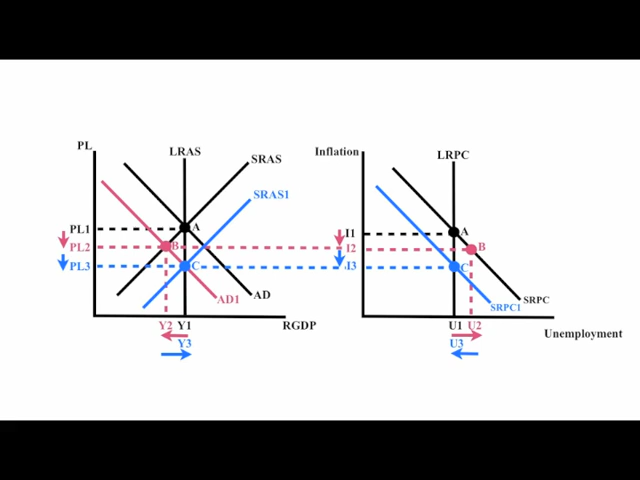 PL
LRAS
SRAS
SRAS1
PL1
PL2
PL3
A
B
C
AD1
AD
Y2 Y1
Y3
RGDP
Inflation
LRPC
I1
I2
I3
A
B
C
SRPC
SRPC1
U1 U2
U3
Unemployment